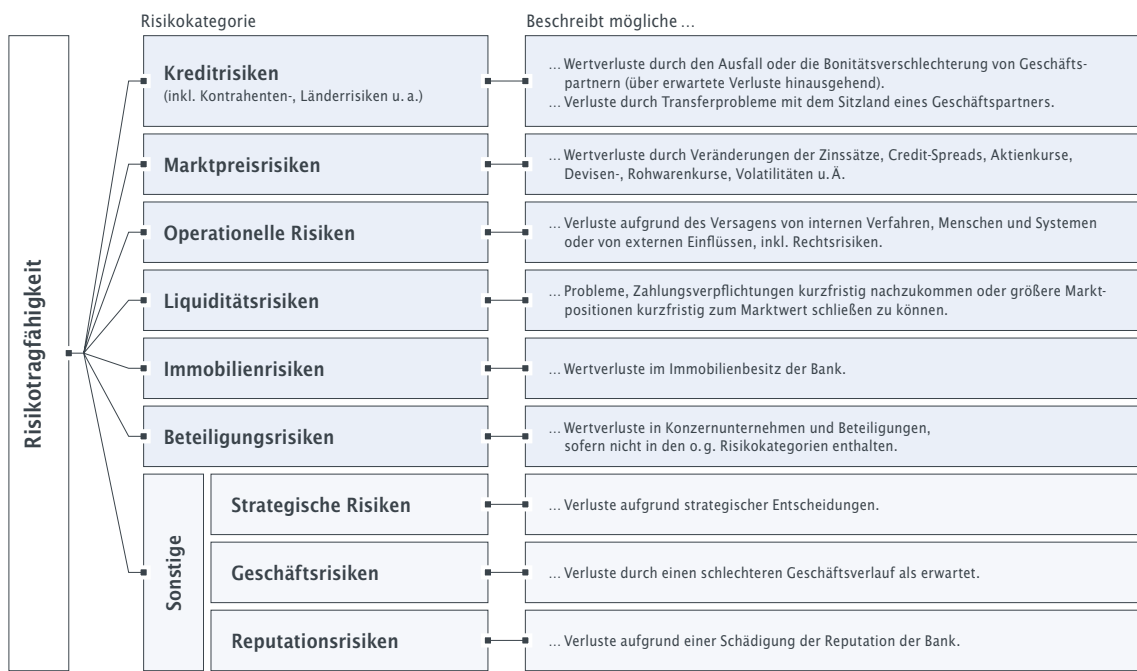 Risikokategorie
Beschreibt mögliche ...
Risikotragfähigkeit
Kreditrisiken
(inkl. Kontrahenten-, Länderrisiken u. a.)
... Wertverluste durch den Ausfall oder die Bonitätsverschlechterung von Geschäfts-
partnern (über erwartete Verluste hinausgehend).
... Verluste durch Transferprobleme mit dem Sitzland eines Geschäftspartners.
Marktpreisrisiken
... Wertverluste durch Veränderungen der Zinssätze, Credit-Spreads, Aktienkurse,
Devisen-, Rohwarenkurse, Volatilitäten u. Ä.
Operationelle Risiken
... Verluste aufgrund des Versagens von internen Verfahren, Menschen und Systemen
oder von externen Einflüssen, inkl. Rechtsrisiken.
Liquiditätsrisiken
... Probleme, Zahlungsverpflichtungen kurzfristig nachzukommen oder größere Markt-
positionen kurzfristig zum Marktwert schließen zu können.
Immobilienrisiken
... Wertverluste im Immobilienbesitz der Bank.
Beteiligungsrisiken
... Wertverluste in Konzernunternehmen und Beteiligungen,
sofern nicht in den o. g. Risikokategorien enthalten.
Sonstige
Strategische Risiken
... Verluste aufgrund strategischer Entscheidungen.
Geschäftsrisiken
... Verluste durch einen schlechteren Geschäftsverlauf als erwartet.
Reputationsrisiken
... Verluste aufgrund einer Schädigung der Reputation der Bank.